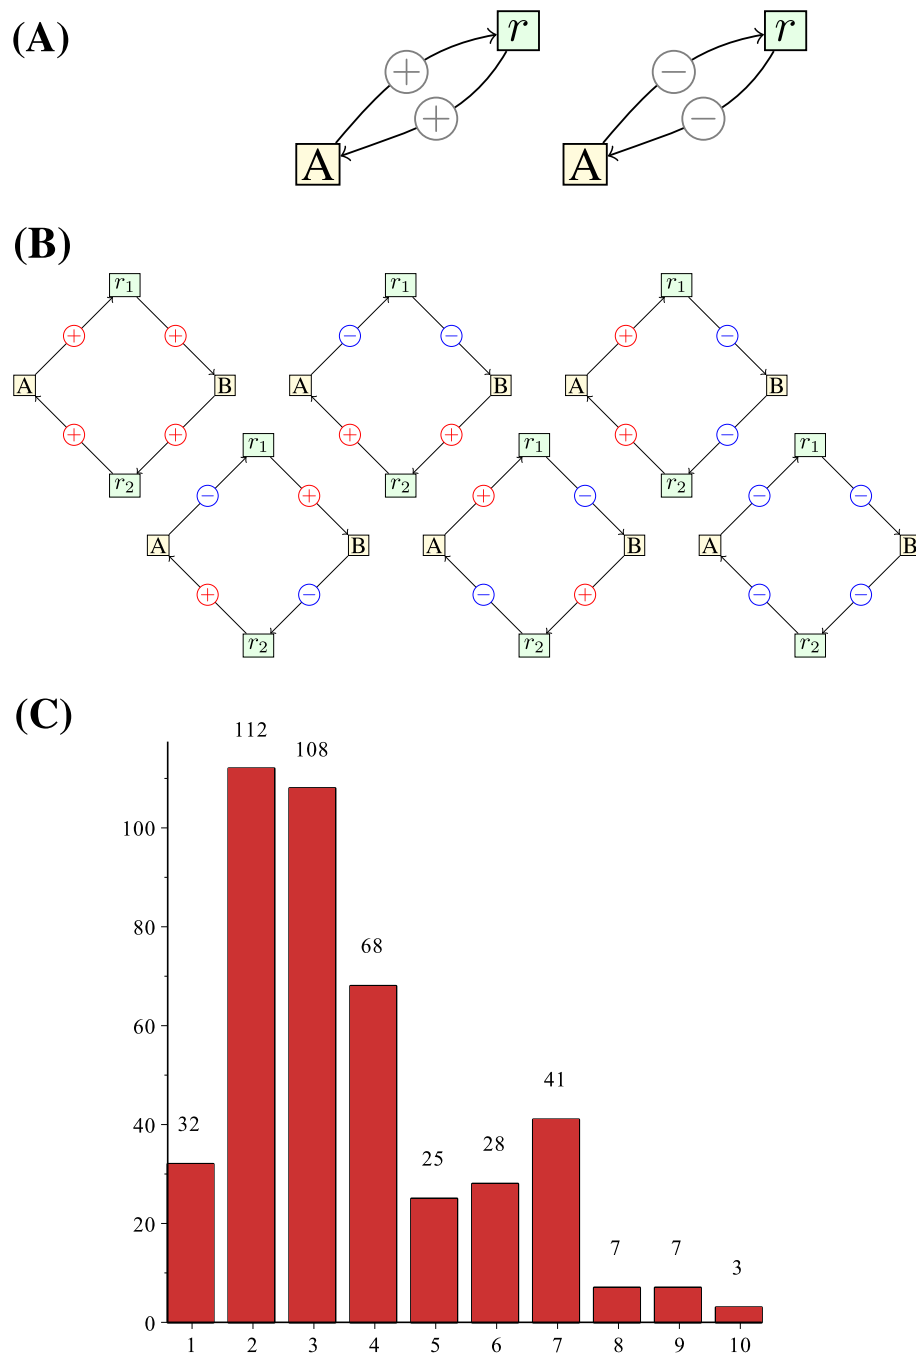 (A)
r r
+ −
+ −
A A
(B)
r1 r1 r1
+ + − − + −
A B A B A B
+ + + + + −
r1 r1
r2 r2 r2 r1
− + + − − −
A B A B A B
+ − − + − −
r2 r2 r2
(C)
112
108
100
80
68
60
41
40
32
28
25
20
7 7
3
0
1 2 3 4 5 6 7 8 9 10